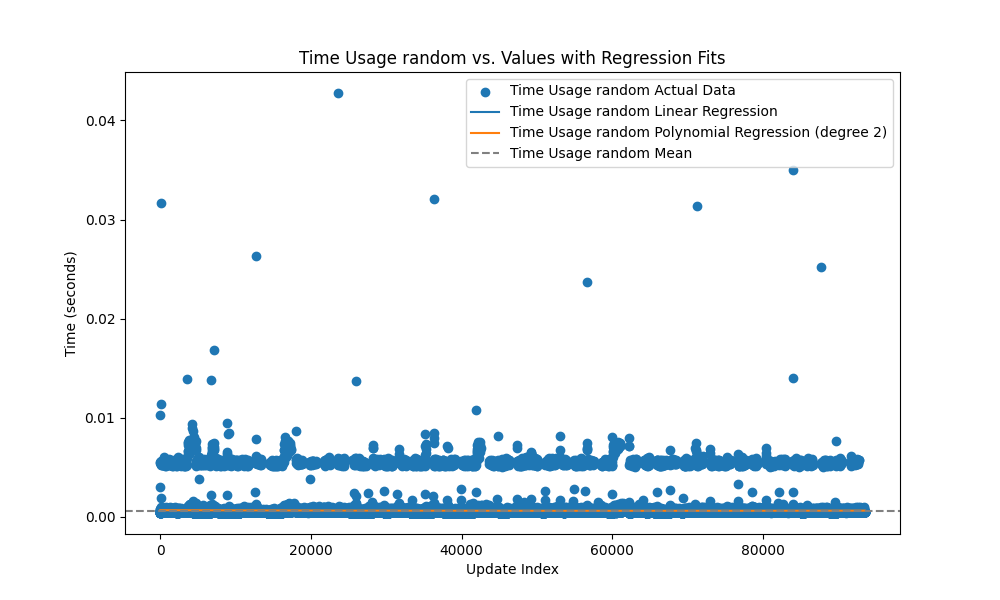 Time Usage random vs. Values with Regression Fits
Time Usage random Actual Data
Time Usage random Linear Regression
Time Usage random Polynomial Regression (degree 2)
Time Usage random Mean
Time (seconds)
0.04
0.03
0.02
0.01
0.00
0
20000
40000
60000
80000
Update Index